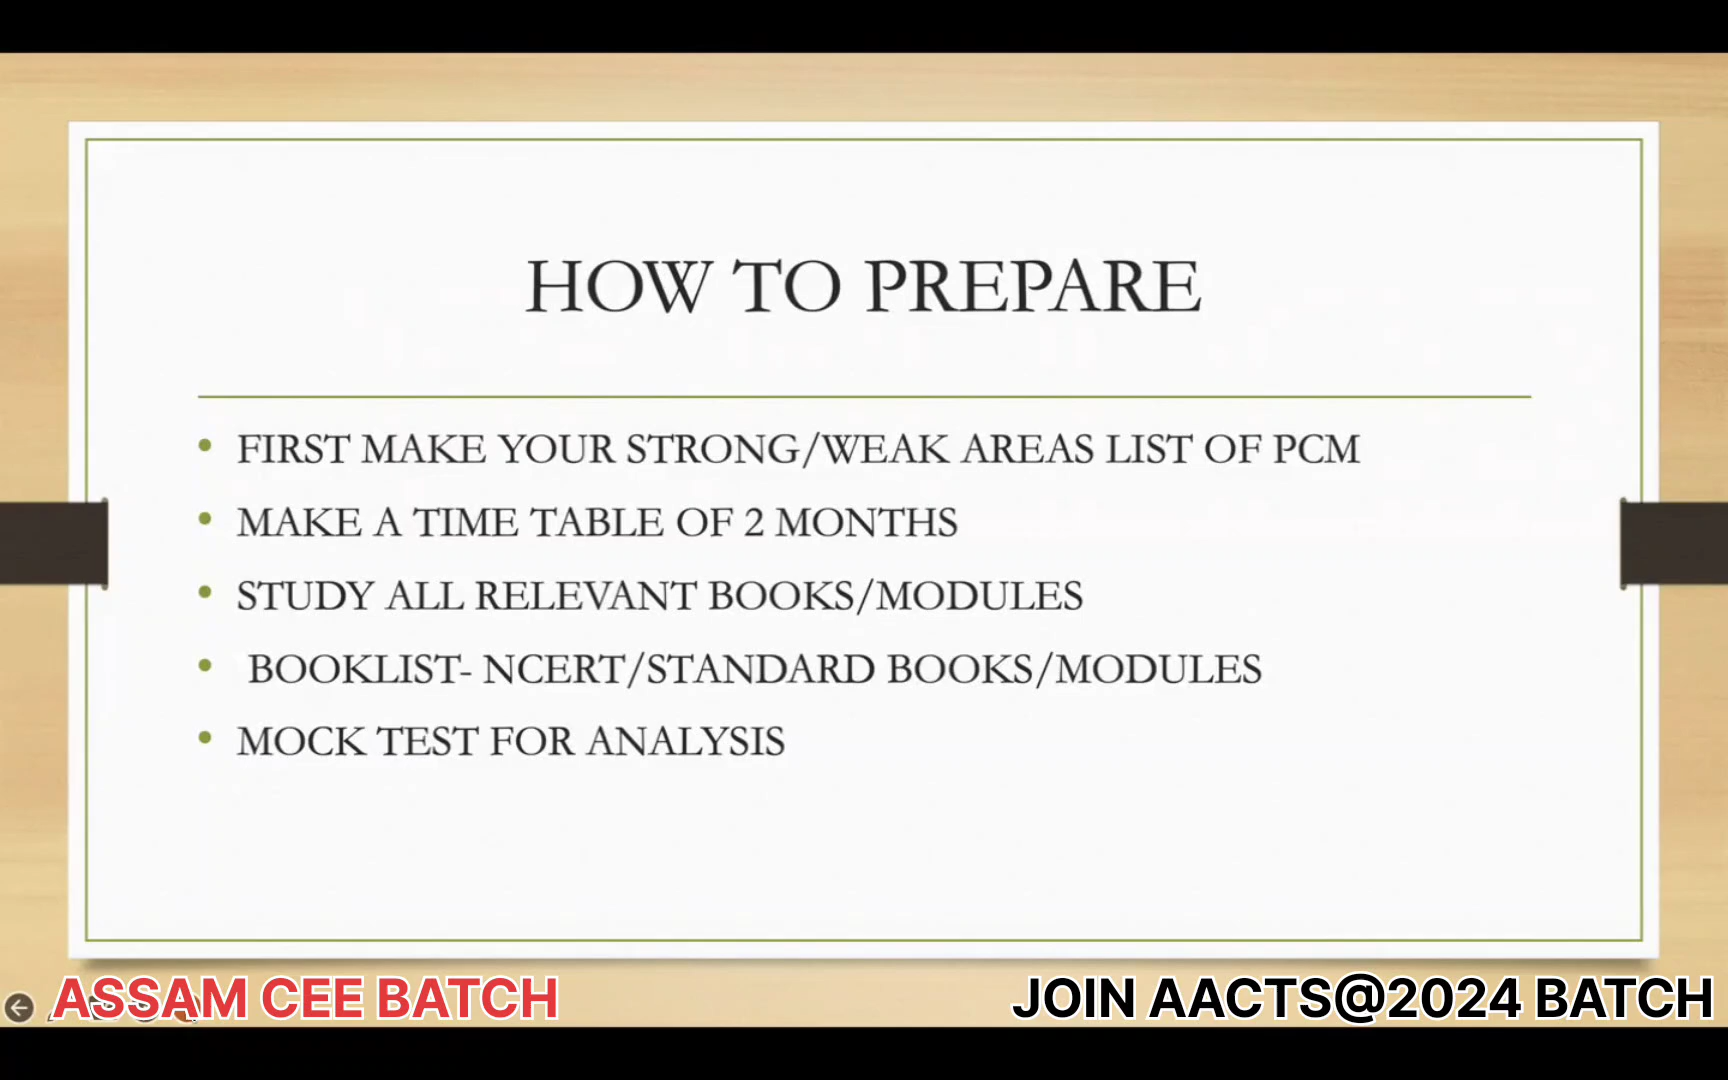 HOW TO PREPARE
FIRST MAKE YOUR STRONG/WEAK AREAS LIST OF PCM
MAKE A TIME TABLE OF 2 MONTHS
STUDY ALL RELEVANT BOOKS/MODULES
BOOKLIST- NCERT/STANDARD BOOKS/MODULES
MOCK TEST FOR ANALYSIS
ASSAM CEE BATCH
JOIN AACTS@2024 BATCH